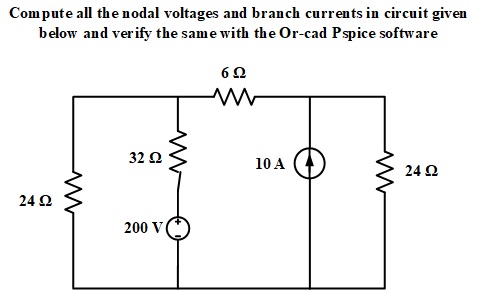 Compute all the nodal voltages and branch currents in circuit given
below and verify the same with the Or-cad Pspice software
6 Ω
32 Ω
10 A
24 Ω
24 Ω
200 V
+
-